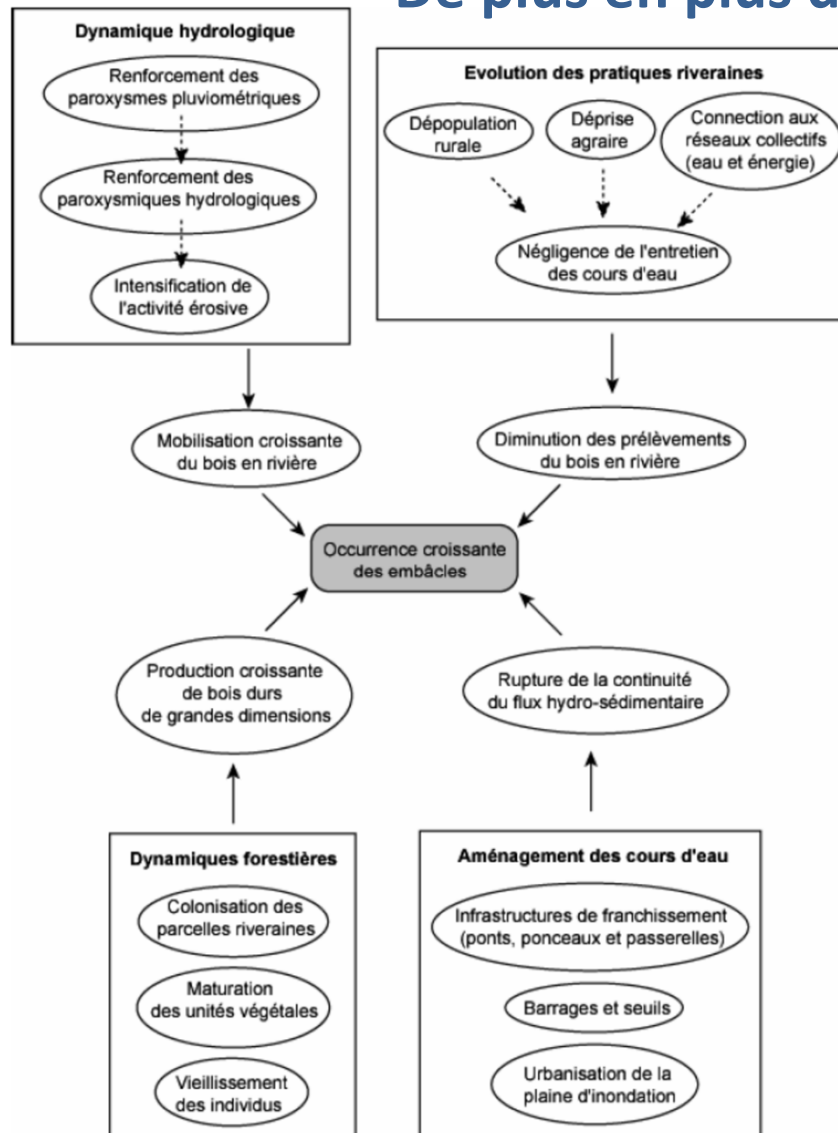 De plus en plus d
Dynamique hydrologique
Renforcement des
paroxysmes pluviométriques
Renforcement des
paroxysmiques hydrologiques
Intensification de
l'activité érosive
Evolution des pratiques riveraines
Dépopulation
rurale
Déprise
agraire
Connection aux
réseaux collectifs
(eau et énergie)
Négligence de l'entretien
des cours d'eau
Mobilisation croissante
du bois en rivière
Diminution des prélèvements
du bois en rivière
Occurrence croissante
des embâcles
Production croissante
de bois durs
de grandes dimensions
Rupture de la continuité
du flux hydro-sédimentaire
Dynamiques forestières
Colonisation des
parcelles riveraines
Maturation
des unités végétales
Vieillissement
des individus
Aménagement des cours d'eau
Infrastructures de franchissement
(ponts, ponceaux et passerelles)
Barrages et seuils
Urbanisation de la
plaine d'inondation